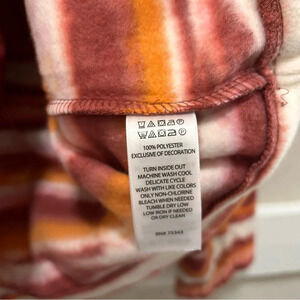 100% POLYESTER
EXCLUSIVE OF DECORATION
TURN INSIDE OUT
MACHINE WASH COOL
DELICATE CYCLE
WASH WITH LIKE COLORS
ONLY NON-CHLORINE
BLEACH WHEN NEEDED
TUMBLE DRY LOW
LOW IRON IF NEEDED
OR DRY CLEAN